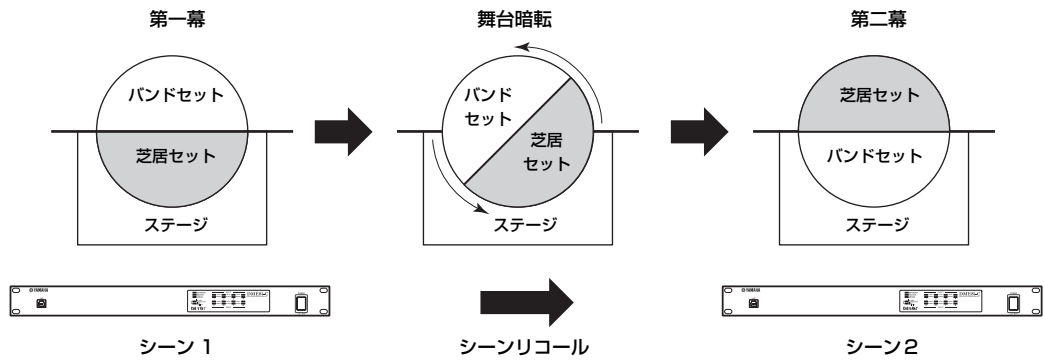 第一幕
舞台暗転
第二幕
バンドセット
芝居セット
ステージ
バンド
セット
芝居
セット
ステージ
芝居セット
バンドセット
ステージ
YAMAHA
YAMAHA
シーン 1
シーンリコール
シーン2